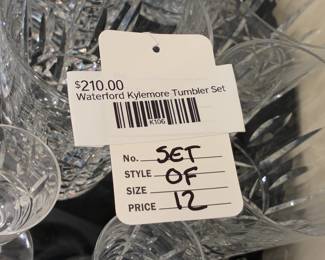 $210.00
Waterford Kylemore Tumbler Set
K106
No. SET
STYLE OF
SIZE
PRICE 12